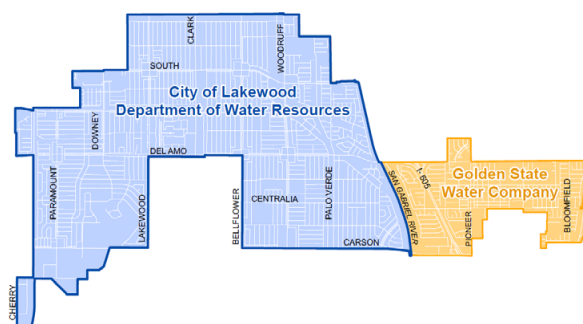 CLARK
WOODRUFF
SOUTH
City of Lakewood
Department of Water Resources
DOWNEY
DEL AMO
PARAMOUNT
LAKEWOOD
BELLFLOWER
CENTRALIA
PALO VERDE
CARSON
SAN GABRIEL RIVER
I-605
Golden State
Water Company
PIONEER
BLOOMFIELD
CHERRY